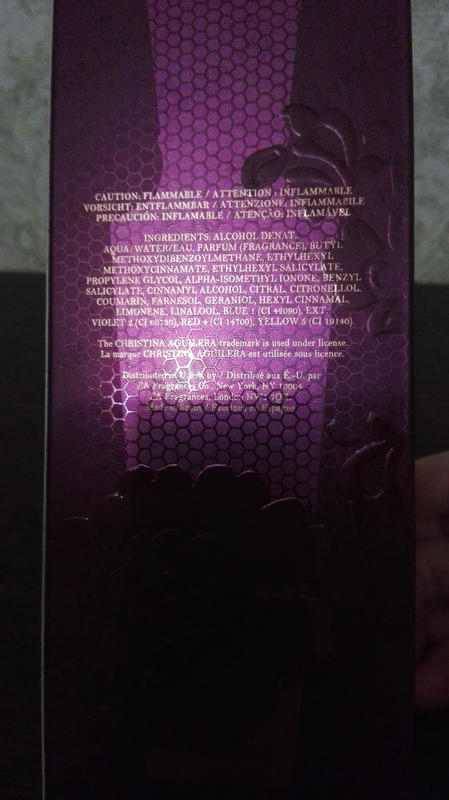 CAUTION: FLAMMABLE / ATTENTION : INFLAMMABLE
VORSICHT: ENTFLAMMBAR / ATTENZIONE: INFIAMMABILE
PRECAUCIÓN: INFLAMABLE / ATENÇÃO: INFLAMÁVEL
INGREDIENTS: ALCOHOL DENAT.,
AQUA/WATER/EAU, PARFUM (FRAGRANCE), BUTYL
METHOXYDIBENZOYLMETHANE, ETHYLHEXYL
METHOXYCINNAMATE, ETHYLHEXYL SALICYLATE,
PROPYLENE GLYCOL, ALPHA-ISOMETHYL IONONE, BENZYL
SALICYLATE, CINNAMYL ALCOHOL, CITRAL, CITRONELLOL,
COUMARIN, FARNESOL, GERANIOL, HEXYL CINNAMAL,
LIMONENE, LINALOOL, BLUE 1 (CI 42090), EXT.
VIOLET 2 (CI 60730), RED 4 (CI 14700), YELLOW 5 (CI 19140).
The CHRISTINA AGUILERA trademark is used under license.
La marque CHRISTINA AGUILERA est utilisée sous licence.
Distributed in U.S.A by / Distribué aux É.-U. par
Fragrances Co., New York, NY 10004
Fragrances, London
Made in Spain / Fabriqué en Espagne